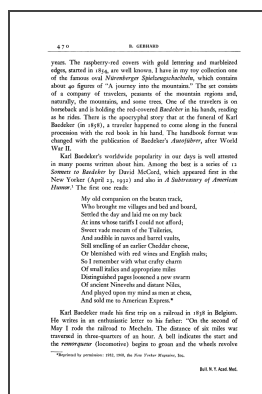 470
B. GEBHARD
years. The raspberry-red covers with gold lettering and marbleized
edges, started in 1854, are well known. I have in my toy collection one
of the famous oval Nürenberger Spielzeugschachteln, which contains
about 40 figures of "A journey into the mountains." The set consists
of a company of travelers, peasants of the mountain regions and,
naturally, the mountains, and some trees. One of the travelers is on
horseback and is holding the red-covered Baedeker in his hands, reading
as he rides. There is the apocryphal story that at the funeral of Karl
Baedeker (in 1858), a traveler happened to come along in the funeral
procession with the red book in his hand. The handbook format was
changed with the publication of Baedeker's Autoführer, after World
War II.
Karl Baedeker's worldwide popularity in our days is well attested
in many poems written about him. Among the best is a series of 12
Sonnets to Baedeker by David McCord, which appeared first in the
New Yorker (April 23, 1932) and also in A Subtreasury of American
Humor. The first one reads:
My old companion on the beaten track,
Who brought me villages and bed and board,
Settled the day and laid me on my back
At inns whose tariffs I could not afford;
Sweet vade mecum of the Tuileries,
And audible in naves and barrel vaults,
Still smelling of an earlier Cheddar cheese,
Or blemished with red wines and English malts;
So I remember with what crafty charm
Of small italics and appropriate miles
Distinguished pages loosened a new swarm
Of ancient Ninevehs and distant Niles,
And played upon my mind as men at chess,
And sold me to American Express.*
Karl Baedeker made his first trip on a railroad in 1838 in Belgium.
He writes in an enthusiastic letter to his father: "On the second of
May I rode the railroad to Mecheln. The distance of six miles was
traversed in three-quarters of an hour. A bell indicates the start and
the remorqueur (locomotive) begins to groan and the wheels revolve
*Reprinted by permission: 1932, 1960, the New Yorker Magazine, Inc.
Bull. N. Y. Acad. Med.